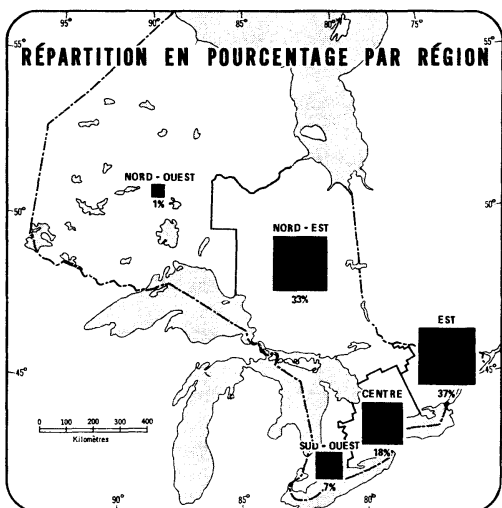 95° 90° 85° 80° 75°
55° 55°
RÉPARTITION EN POURCENTAGE PAR RÉGION
NORD - OUEST
1%
50° 50°
NORD - EST
33%
EST
37%
45° 45°
CENTRE
18%
0 100 200 300 400
Kilomètres
SUD - OUEST
7%
90° 85° 80°